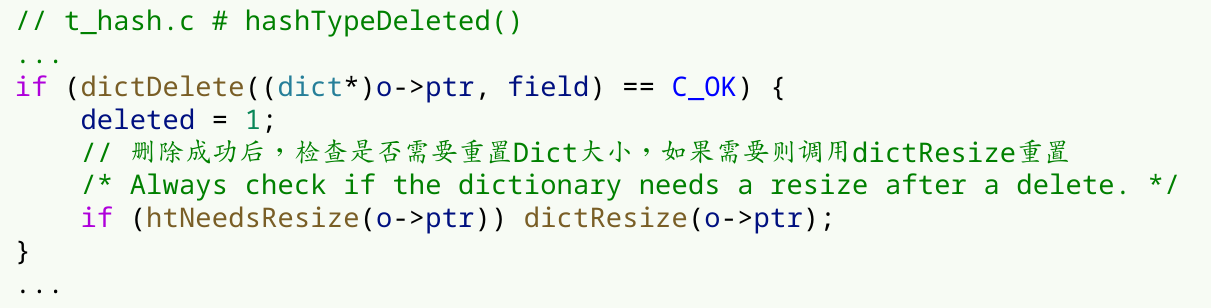 // t_hash.c # hashTypeDeleted()
...
if (dictDelete((dict*)o->ptr, field) == C_OK) {
    deleted = 1;
    // 删除成功后，检查是否需要重置Dict大小，如果需要则调用dictResize重置
    /* Always check if the dictionary needs a resize after a delete. */
    if (htNeedsResize(o->ptr)) dictResize(o->ptr);
}
...